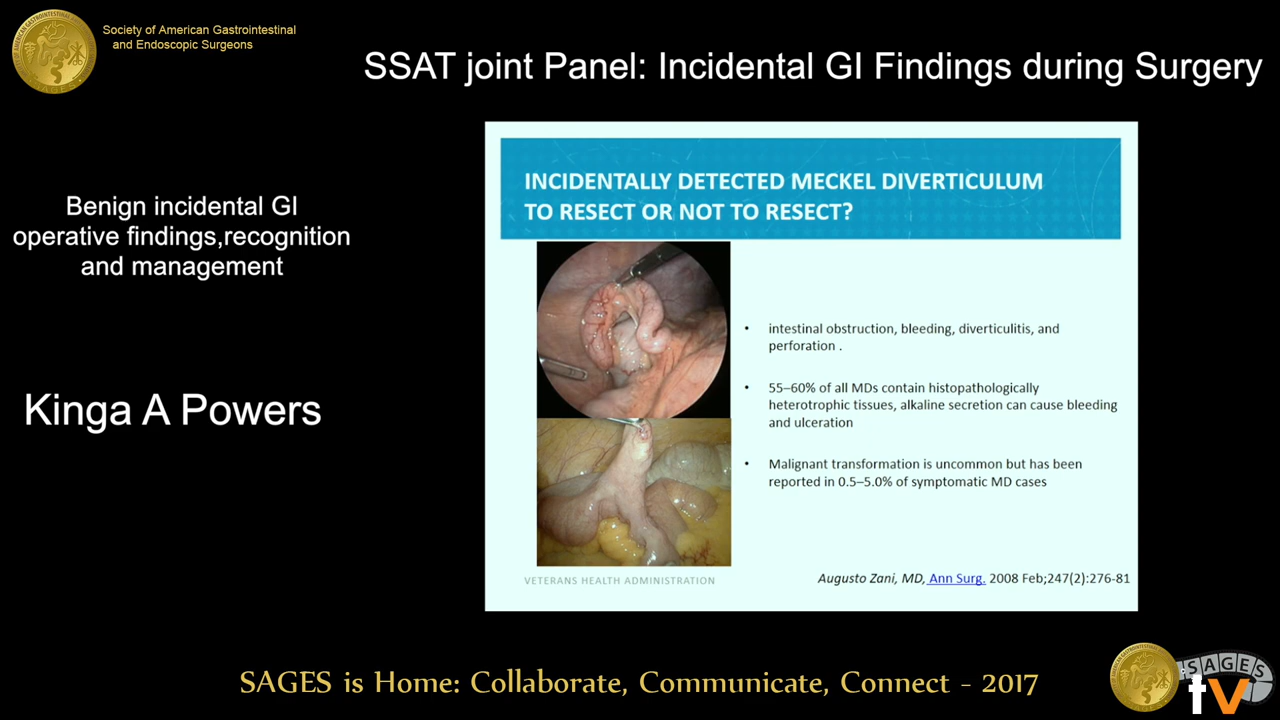 Society of American Gastrointestinal
and Endoscopic Surgeons
SSAT joint Panel: Incidental GI Findings during Surgery
Benign incidental GI
operative findings,recognition
and management
Kinga A Powers
INCIDENTALLY DETECTED MECKEL DIVERTICULUM
TO RESECT OR NOT TO RESECT?
• intestinal obstruction, bleeding, diverticulitis, and
perforation .
• 55–60% of all MDs contain histopathologically
heterotrophic tissues, alkaline secretion can cause bleeding
and ulceration
• Malignant transformation is uncommon but has been
reported in 0.5–5.0% of symptomatic MD cases
VETERANS HEALTH ADMINISTRATION
Augusto Zani, MD, Ann Surg. 2008 Feb;247(2):276-81
SAGES is Home: Collaborate, Communicate, Connect - 2017
SAGES
tv